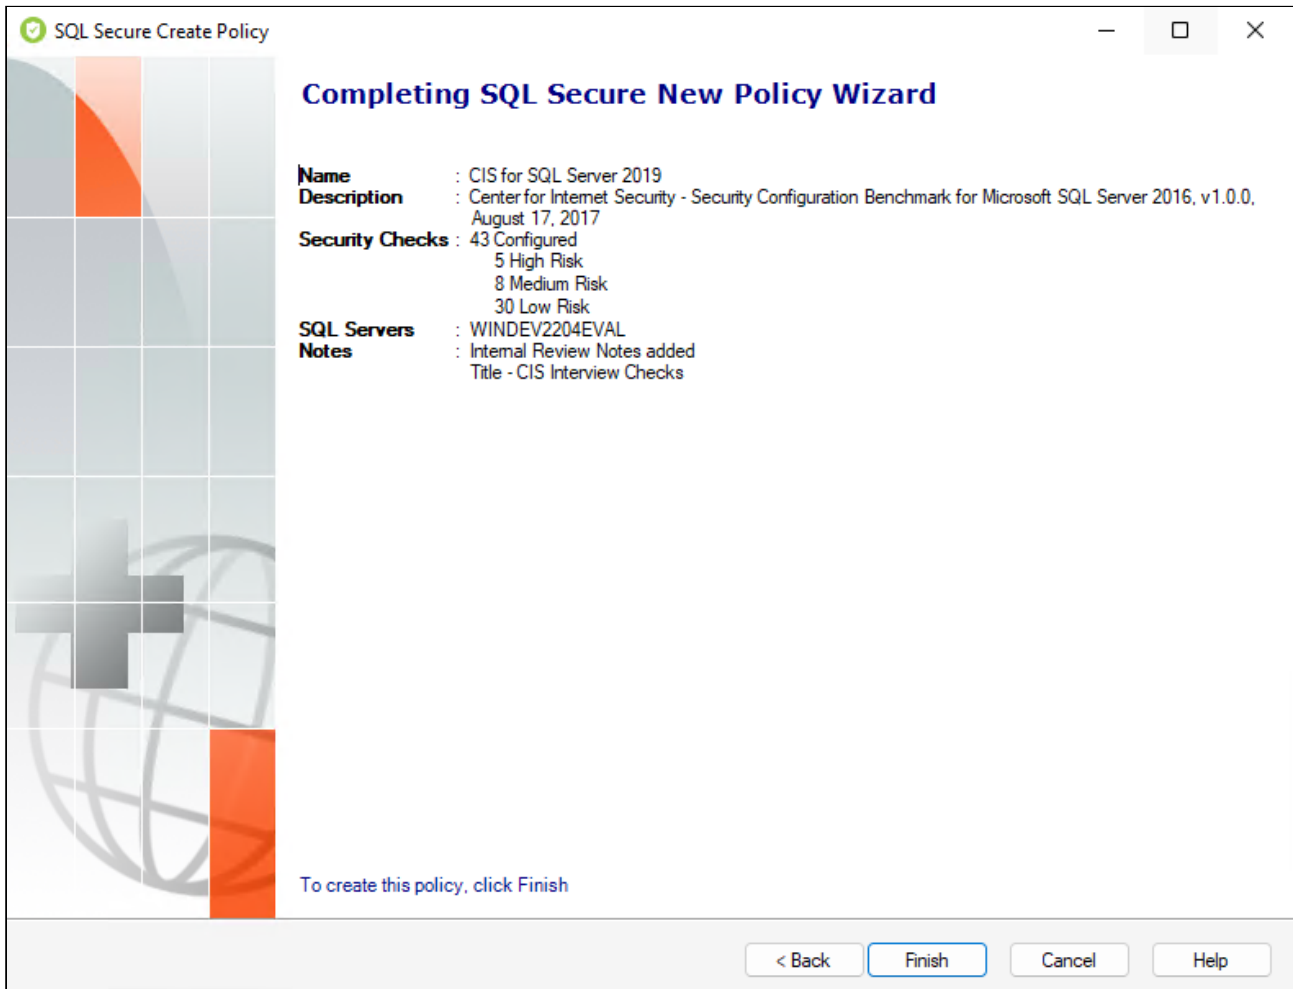 SQL Secure Create Policy
Completing SQL Secure New Policy Wizard
Name : CIS for SQL Server 2019
Description : Center for Internet Security - Security Configuration Benchmark for Microsoft SQL Server 2016, v1.0.0,
August 17, 2017
Security Checks : 43 Configured
5 High Risk
8 Medium Risk
30 Low Risk
SQL Servers : WINDEV2204EVAL
Notes : Internal Review Notes added
Title - CIS Interview Checks
To create this policy, click Finish
< Back Finish Cancel Help